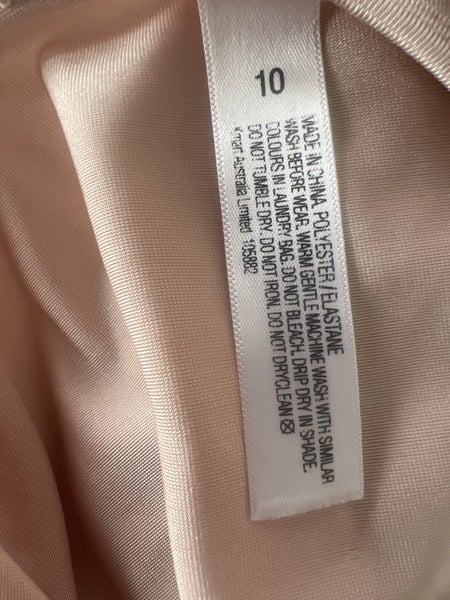 10
MADE IN CHINA. POLYESTER / ELASTANE
WASH BEFORE WEAR. WARM GENTLE MACHINE WASH WITH SIMILAR
COLOURS IN LAUNDRY BAG. DO NOT BLEACH. DRIP DRY IN SHADE.
DO NOT TUMBLE DRY. DO NOT IRON. DO NOT DRYCLEAN
Kmart Australia Limited 105882